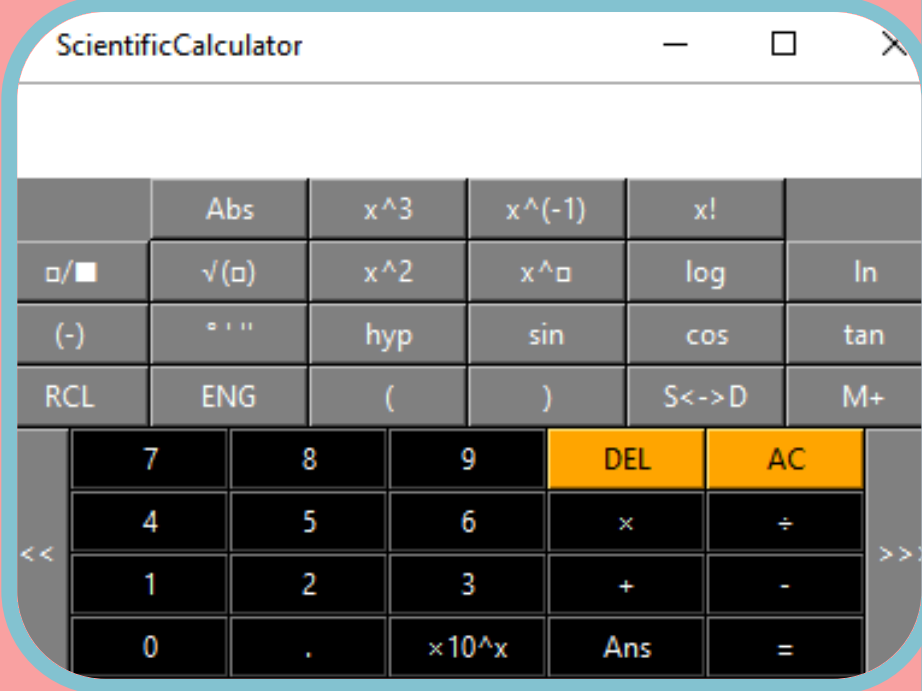 ScientificCalculator
Abs x^3 x^(-1) x!
▫/■ √(▫) x^2 x^▫ log ln
(-) ° ' " hyp sin cos tan
RCL ENG ( ) S<->D M+
7 8 9 DEL AC
4 5 6 × ÷
<< >>>
1 2 3 + -
0 . ×10^x Ans =